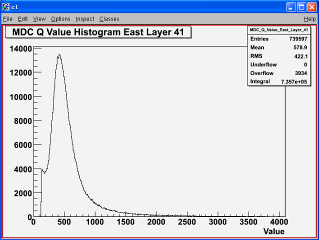 c1
File Edit View Options Inspect Classes
MDC Q Value Histogram East Layer 41
MDC_Q_Value_East_Layer_41
Entries 739597
Mean 578.9
RMS 422.1
Underflow 0
Overflow 3934
Integral 7.357e+05
14000
12000
10000
8000
6000
4000
2000
0
0 500 1000 1500 2000 2500 3000 3500 4000
Value